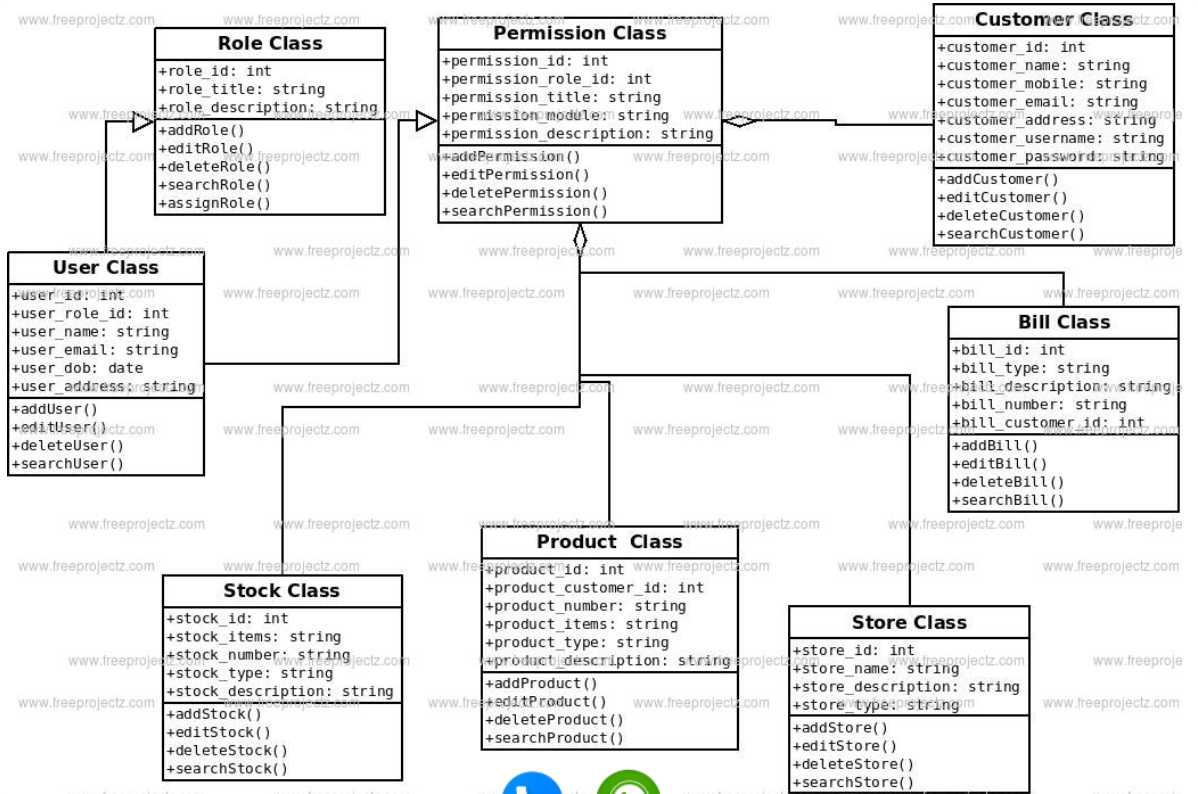 Role Class
+role_id: int
+role_title: string
+role_description: string
+addRole()
+editRole()
+deleteRole()
+searchRole()
+assignRole()
Permission Class
+permission_id: int
+permission_role_id: int
+permission_title: string
+permission_module: string
+permission_description: string
+addPermission()
+editPermission()
+deletePermission()
+searchPermission()
Customer Class
+customer_id: int
+customer_name: string
+customer_mobile: string
+customer_email: string
+customer_address: string
+customer_username: string
+customer_password: string
+addCustomer()
+editCustomer()
+deleteCustomer()
+searchCustomer()
User Class
+user_id: int
+user_role_id: int
+user_name: string
+user_email: string
+user_dob: date
+user_address: string
+addUser()
+editUser()
+deleteUser()
+searchUser()
Bill Class
+bill_id: int
+bill_type: string
+bill_description: string
+bill_number: string
+bill_customer_id: int
+addBill()
+editBill()
+deleteBill()
+searchBill()
Stock Class
+stock_id: int
+stock_items: string
+stock_number: string
+stock_type: string
+stock_description: string
+addStock()
+editStock()
+deleteStock()
+searchStock()
Product  Class
+product_id: int
+product_customer_id: int
+product_number: string
+product_items: string
+product_type: string
+product_description: string
+addProduct()
+editProduct()
+deleteProduct()
+searchProduct()
Store Class
+store_id: int
+store_name: string
+store_description: string
+store_type: string
+addStore()
+editStore()
+deleteStore()
+searchStore()
www.freeprojectz.com